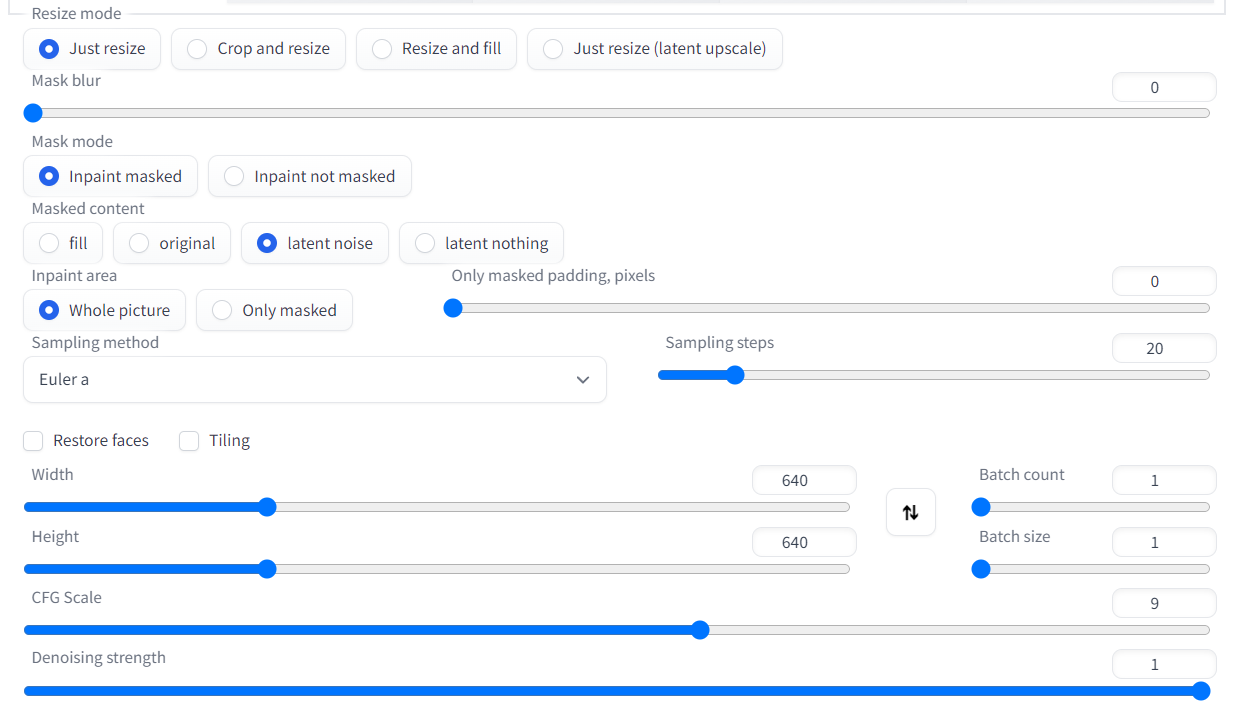 Resize mode
Just resize Crop and resize Resize and fill Just resize (latent upscale)
Mask blur 0
Mask mode
Inpaint masked Inpaint not masked
Masked content
fill original latent noise latent nothing
Inpaint area Only masked padding, pixels 0
Whole picture Only masked
Sampling method Sampling steps 20
Euler a
Restore faces Tiling
Width 640 Batch count 1
Height 640 Batch size 1
CFG Scale 9
Denoising strength 1